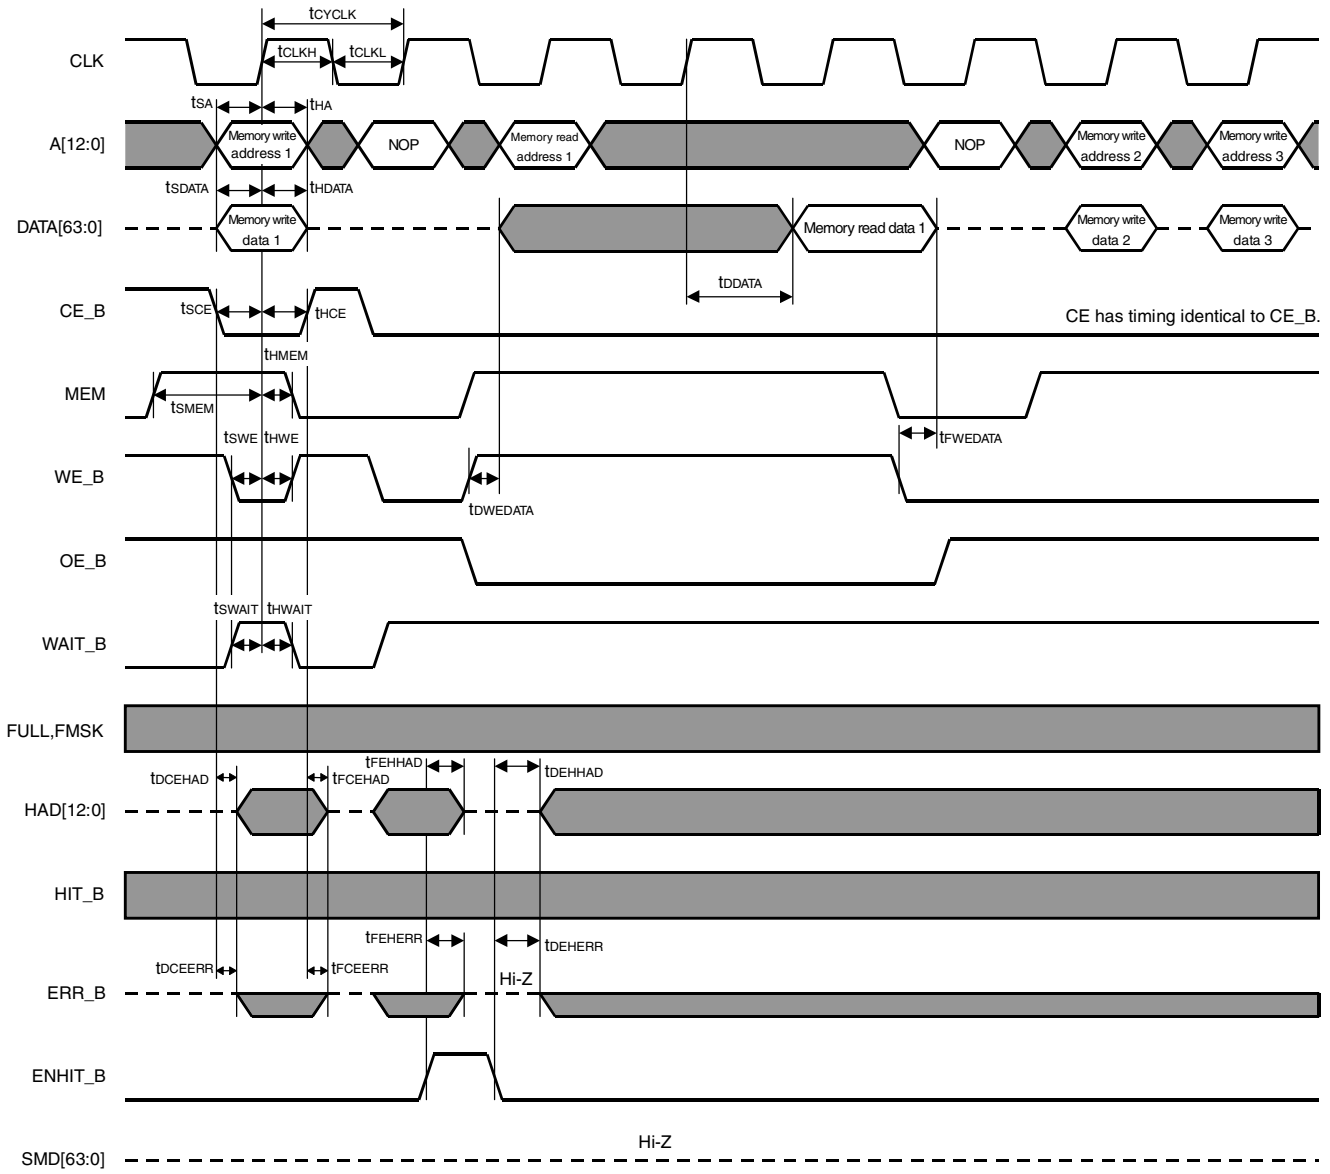 tCYCLK
CLK
tCLKH tCLKL
tSA tHA
A[12:0]
Memory write address 1
NOP
Memory read address 1
NOP
Memory write address 2
Memory write address 3
tSDATA tHDATA
DATA[63:0]
Memory write data 1
Memory read data 1
Memory write data 2
Memory write data 3
tDDATA
CE_B
tSCE tHCE
CE has timing identical to CE_B.
tHMEM
MEM
tSMEM
tSWE tHWE
tFWEDATA
WE_B
tDWEDATA
OE_B
tSWAIT tHWAIT
WAIT_B
FULL,FMSK
tDCEHAD tFCEHAD tFEHHAD tDEHHAD
HAD[12:0]
HIT_B
tFEHERR tDEHERR
tDCEERR tFCEERR
Hi-Z
ERR_B
ENHIT_B
Hi-Z
SMD[63:0]